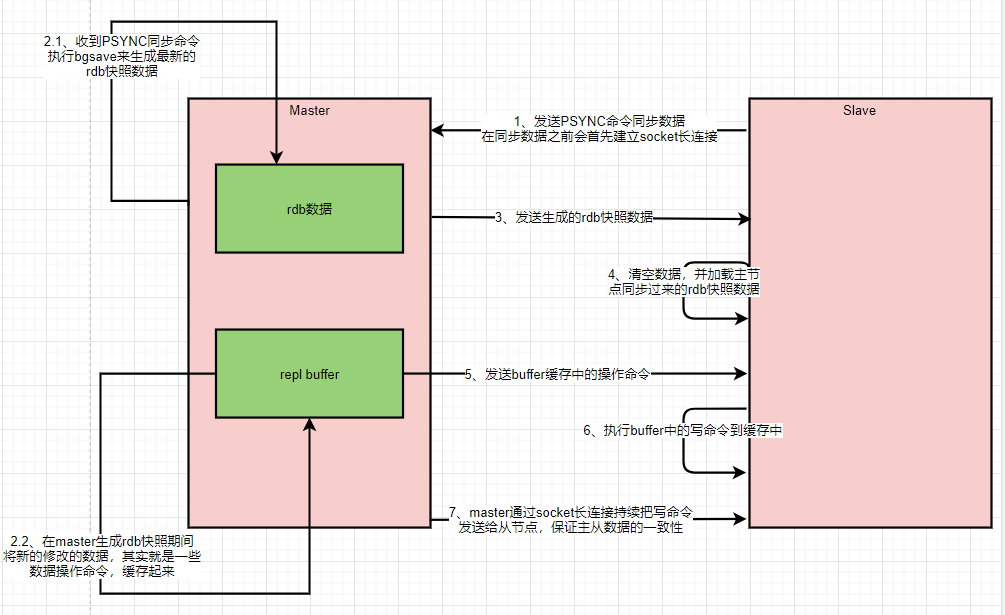 2.1、收到PSYNC同步命令
执行bgsave来生成最新的
rdb快照数据
Master
Slave
1、发送PSYNC命令同步数据
在同步数据之前会首先建立socket长连接
rdb数据
3、发送生成的rdb快照数据
4、清空数据，并加载主节
点同步过来的rdb快照数据
repl buffer
5、发送buffer缓存中的操作命令
6、执行buffer中的写命令到缓存中
7、master通过socket长连接持续把写命令
发送给从节点，保证主从数据的一致性
2.2、在master生成rdb快照期间
将新的修改的数据，其实就是一些
数据操作命令，缓存起来